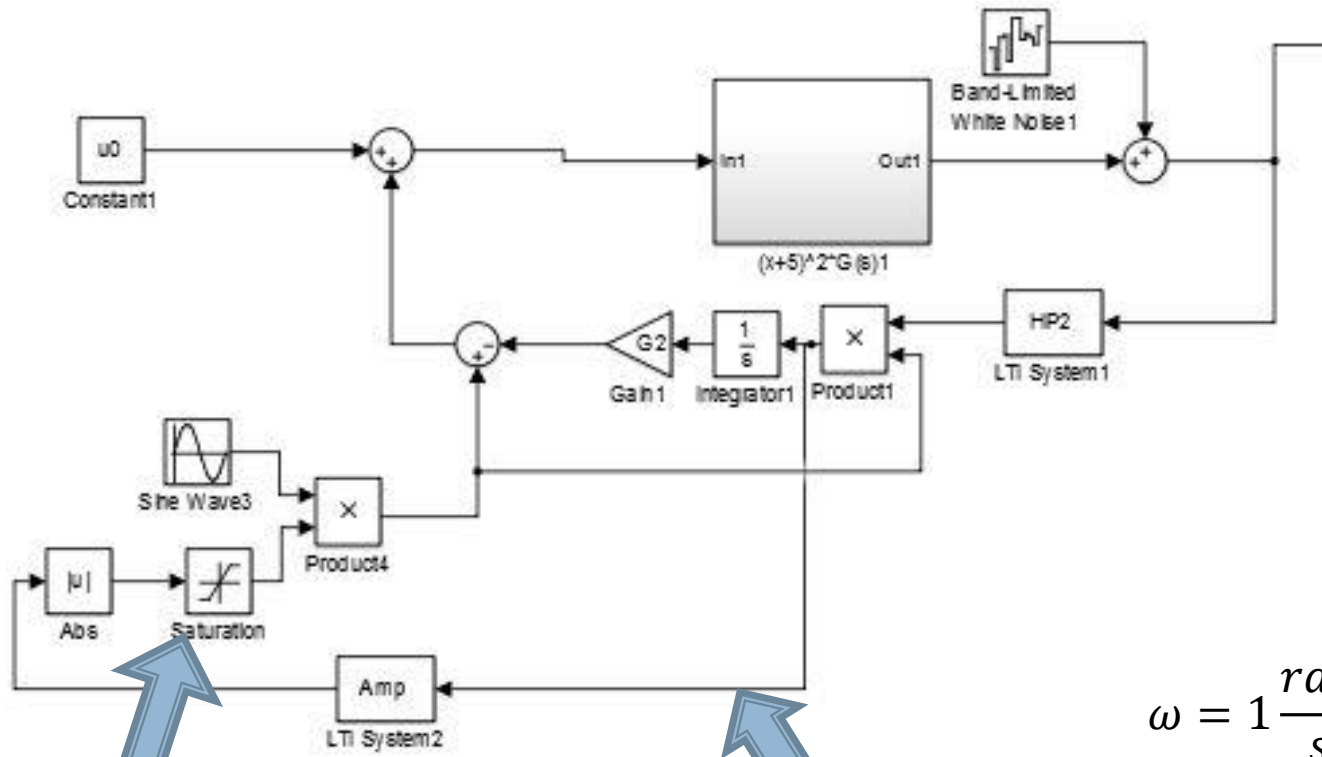 Band-Limited
White Noise1
u0
Constant1
+
+
In1
Out1
+
+
(x+5)^2*G(s)1
HP2
LTI System1
×
Product1
1
s
Integrator1
G2
Gain1
+
−
Sine Wave3
×
Product4
|u|
Abs
Saturation
Amp
LTI System2
ω = 1